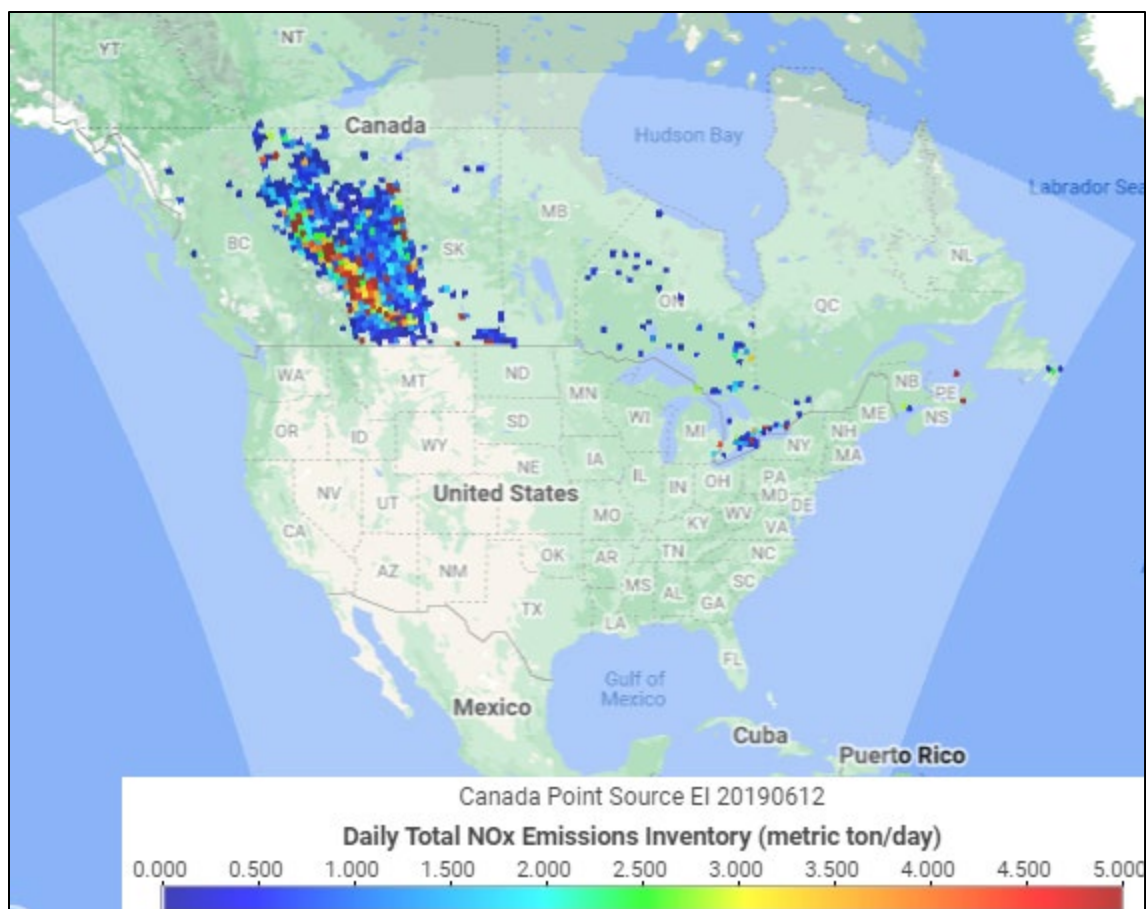 YT
NT
Canada
Hudson Bay
Labrador Sea
MB
BC
SK
NL
ON
QC
WA
MT
ND
MN
NB
PE
OR
ID
SD
WI
MI
ME
NS
WY
NH
NY
MA
NE
IA
IL
IN
OH
PA
NV
UT
United States
MD
DE
CA
MO
KY
WV
VA
AZ
NM
OK
AR
TN
NC
MS
AL
SC
TX
LA
GA
FL
Gulf of
Mexico
Mexico
Cuba
Puerto Rico
Canada Point Source EI 20190612
Daily Total NOx Emissions Inventory (metric ton/day)
0.000 0.500 1.000 1.500 2.000 2.500 3.000 3.500 4.000 4.500 5.000